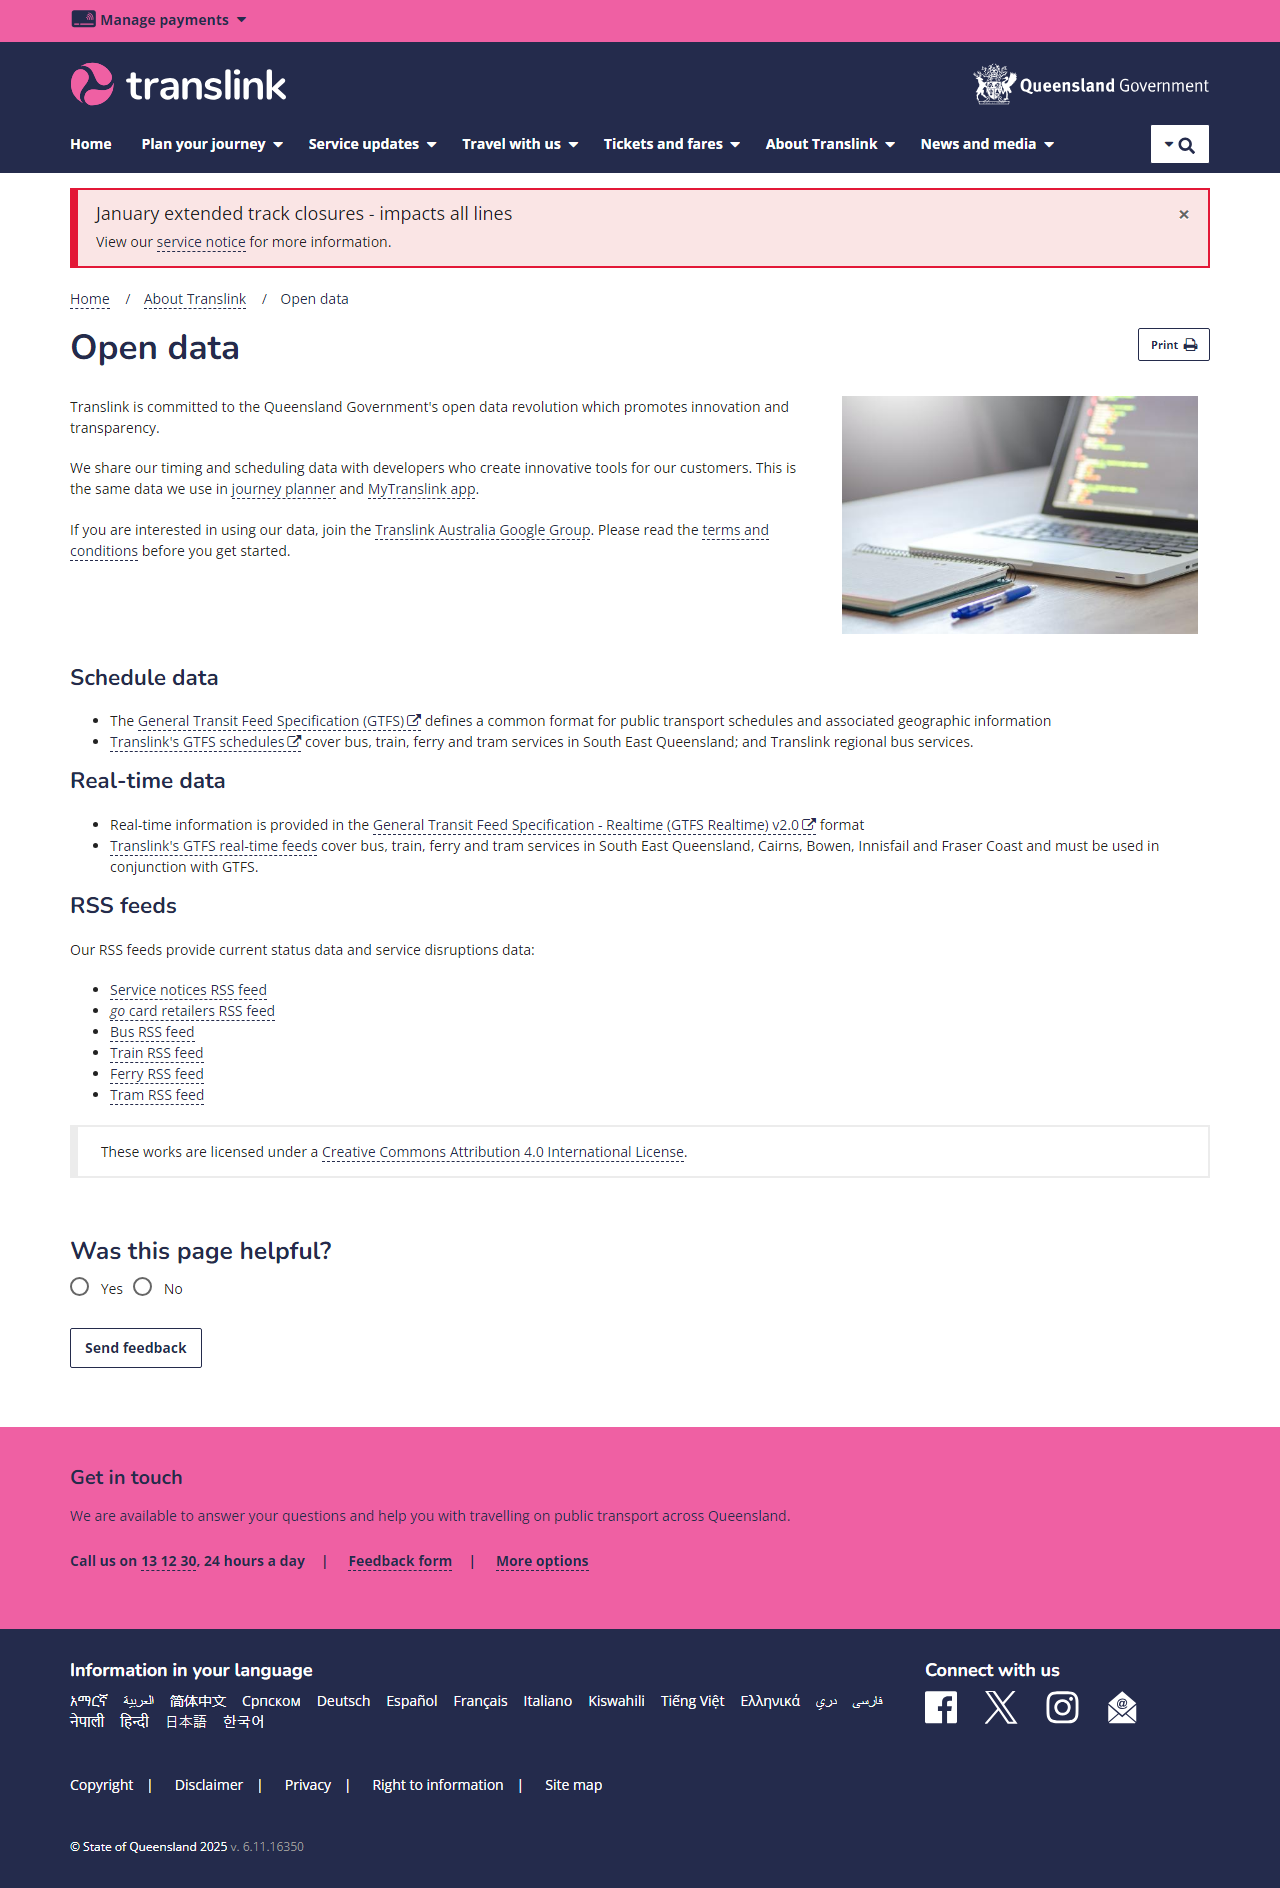 Manage payments
translink
Queensland Government
Home Plan your journey Service updates Travel with us Tickets and fares About Translink News and media
January extended track closures - impacts all lines
×
View our service notice for more information.
Home / About Translink / Open data
Open data
Print
Translink is committed to the Queensland Government's open data revolution which promotes innovation and
transparency.
We share our timing and scheduling data with developers who create innovative tools for our customers. This is
the same data we use in journey planner and MyTranslink app.
If you are interested in using our data, join the Translink Australia Google Group. Please read the terms and
conditions before you get started.
Schedule data
• The General Transit Feed Specification (GTFS) defines a common format for public transport schedules and associated geographic information
• Translink's GTFS schedules cover bus, train, ferry and tram services in South East Queensland; and Translink regional bus services.
Real-time data
• Real-time information is provided in the General Transit Feed Specification - Realtime (GTFS Realtime) v2.0 format
• Translink's GTFS real-time feeds cover bus, train, ferry and tram services in South East Queensland, Cairns, Bowen, Innisfail and Fraser Coast and must be used in
conjunction with GTFS.
RSS feeds
Our RSS feeds provide current status data and service disruptions data:
• Service notices RSS feed
• go card retailers RSS feed
• Bus RSS feed
• Train RSS feed
• Ferry RSS feed
• Tram RSS feed
These works are licensed under a Creative Commons Attribution 4.0 International License.
Was this page helpful?
Yes No
Send feedback
Get in touch
We are available to answer your questions and help you with travelling on public transport across Queensland.
Call us on 13 12 30, 24 hours a day | Feedback form | More options
Information in your language
Connect with us
አማርኛ العربية 简体中文 Српском Deutsch Español Français Italiano Kiswahili Tiếng Việt Ελληνικά دري فارسی
नेपाली हिन्दी 日本語 한국어
Copyright | Disclaimer | Privacy | Right to information | Site map
© State of Queensland 2025 v. 6.11.16350